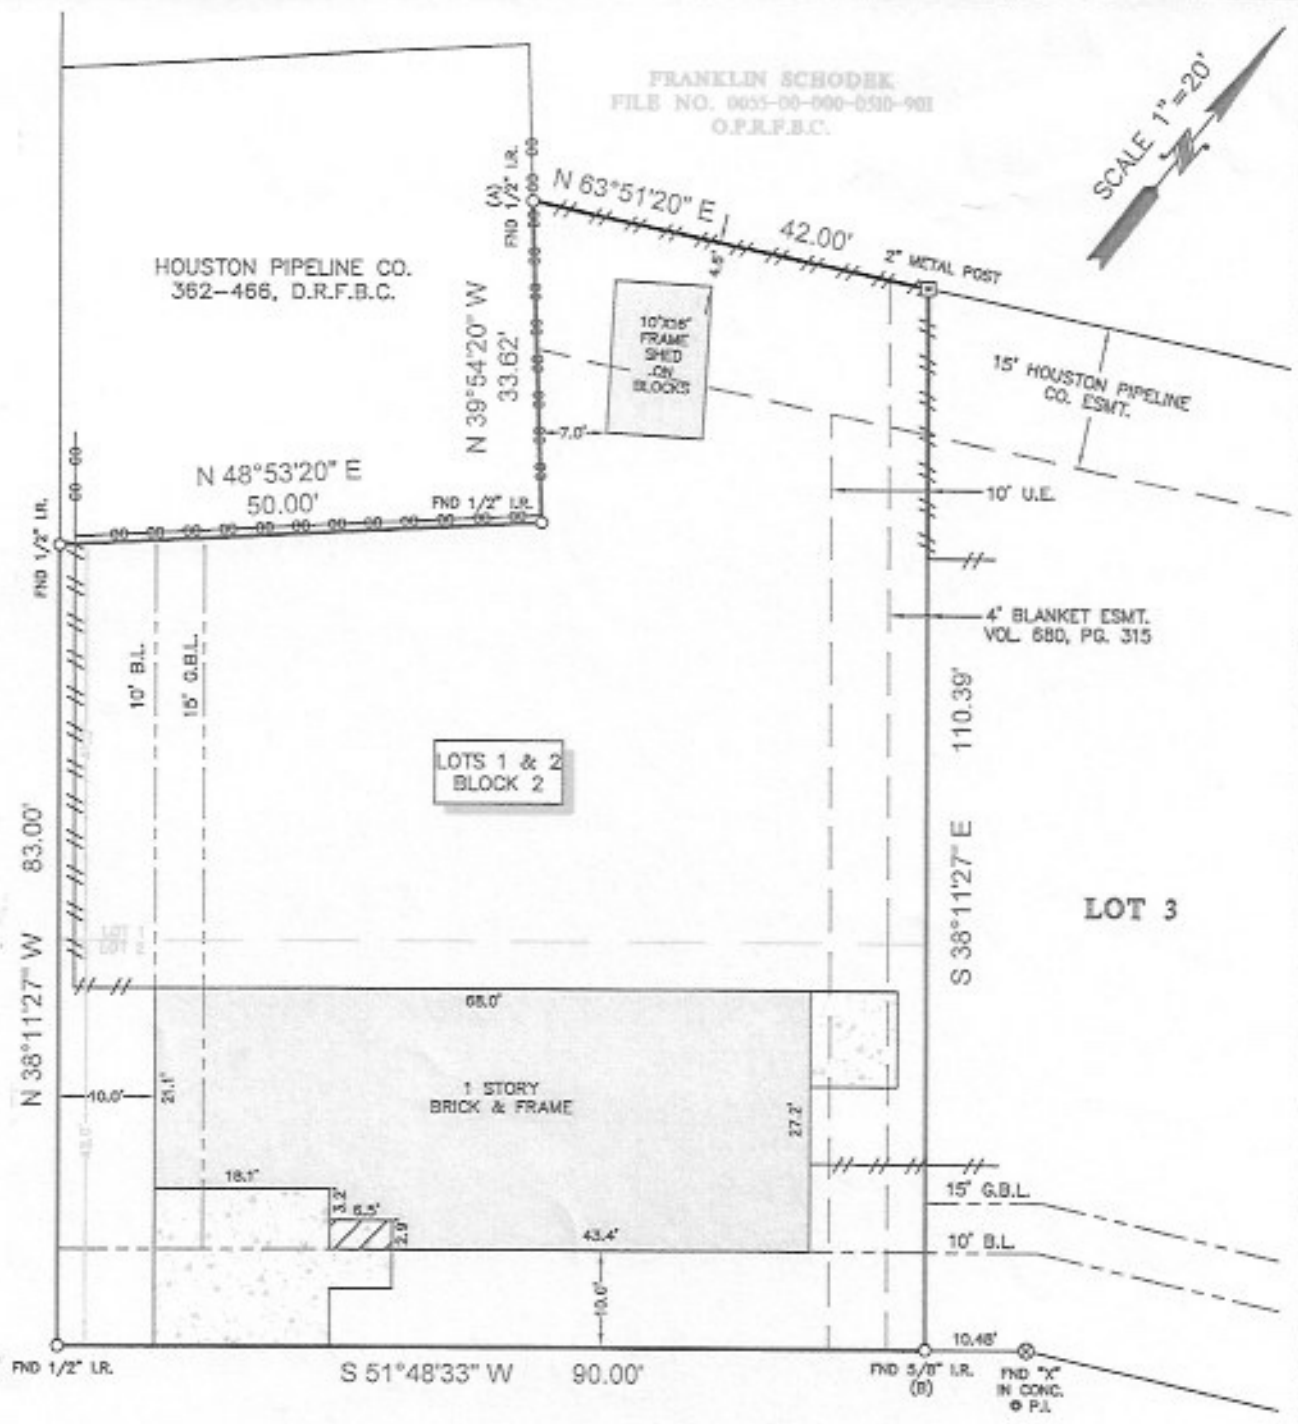 FRANKLIN SCHODEK
FILE NO. 0055-00-000-0510-901
O.P.R.F.B.C.
SCALE 1"=20'
HOUSTON PIPELINE CO.
362-466, D.R.F.B.C.
(A)
FND 1/2" I.R.
N 63°51'20" E
42.00'
2" METAL POST
4.6'
10'X16'
FRAME
SHED
ON
BLOCKS
N 39°54'20" W
33.62'
7.0'
15' HOUSTON PIPELINE
CO. ESMT.
N 48°53'20" E
50.00'
FND 1/2" I.R.
FND 1/2" I.R.
10' U.E.
4' BLANKET ESMT.
VOL. 680, PG. 315
10' B.L.
15' G.B.L.
LOTS 1 & 2
BLOCK 2
110.39'
S 38°11'27" E
N 38°11'27" W 83.00'
LOT 3
LOT 1
LOT 2
68.0'
10.0'
21.1'
1 STORY
BRICK & FRAME
27.2'
18.1'
3.2'
6.5'
2.9'
43.4'
10.0'
15' G.B.L.
10' B.L.
10.48'
FND 1/2" I.R.
S 51°48'33" W 90.00'
FND 5/8" I.R.
(B)
FND "X"
IN CONC.
@ P.I.